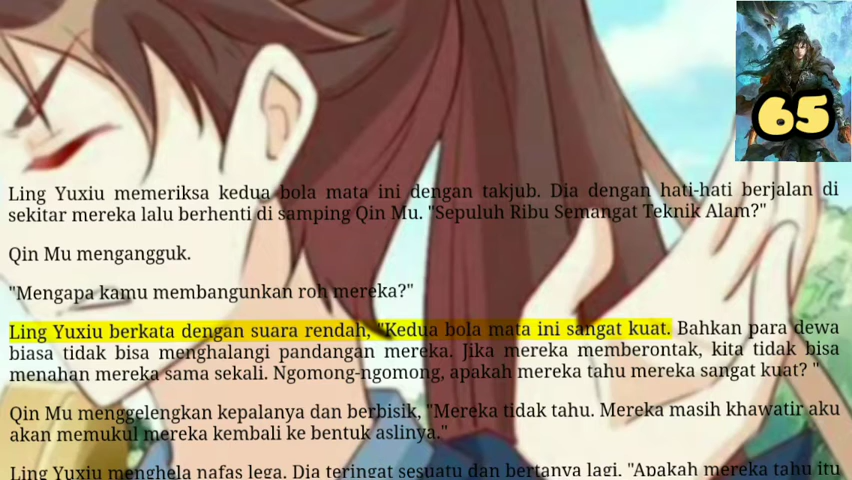 65
Ling Yuxiu memeriksa kedua bola mata ini dengan takjub. Dia dengan hati-hati berjalan di
sekitar mereka lalu berhenti di samping Qin Mu. "Sepuluh Ribu Semangat Teknik Alam?"
Qin Mu mengangguk.
"Mengapa kamu membangunkan roh mereka?"
Ling Yuxiu berkata dengan suara rendah, "Kedua bola mata ini sangat kuat. Bahkan para dewa
biasa tidak bisa menghalangi pandangan mereka. Jika mereka memberontak, kita tidak bisa
menahan mereka sama sekali. Ngomong-ngomong, apakah mereka tahu mereka sangat kuat? "
Qin Mu menggelengkan kepalanya dan berbisik, "Mereka tidak tahu. Mereka masih khawatir aku
akan memukul mereka kembali ke bentuk aslinya."
Ling Yuxiu menghela nafas lega. Dia teringat sesuatu dan bertanya lagi. "Apakah mereka tahu itu